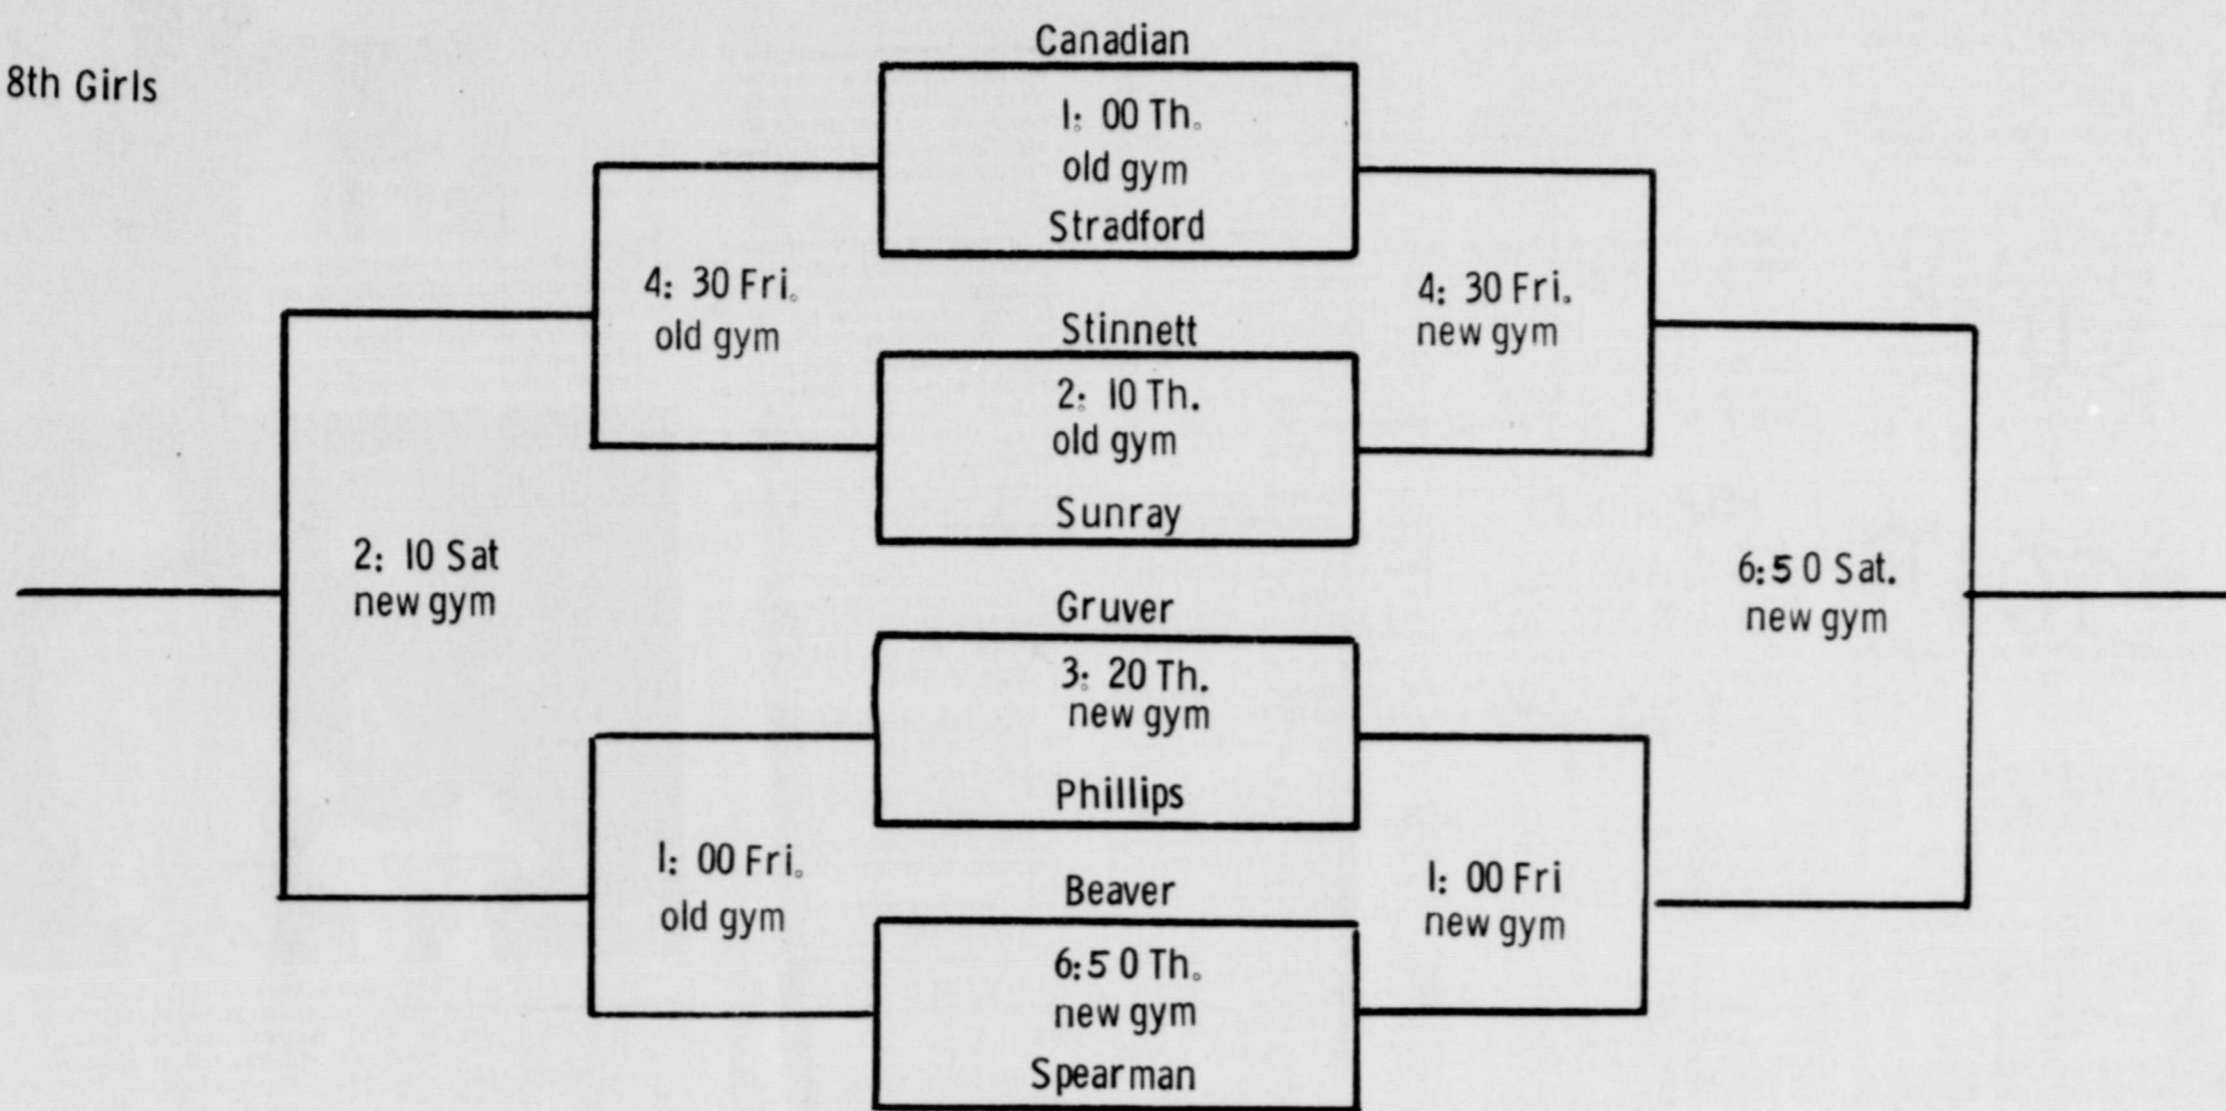 8th Girls
Canadian
1: 00 Th.
old gym
Stradford
4: 30 Fri.
old gym
4: 30 Fri.
new gym
Stinnett
2: 10 Th.
old gym
Sunray
2: 10 Sat
new gym
6:50 Sat.
new gym
Gruver
3: 20 Th.
new gym
Phillips
1: 00 Fri.
old gym
1: 00 Fri
new gym
Beaver
6:50 Th.
new gym
Spearman